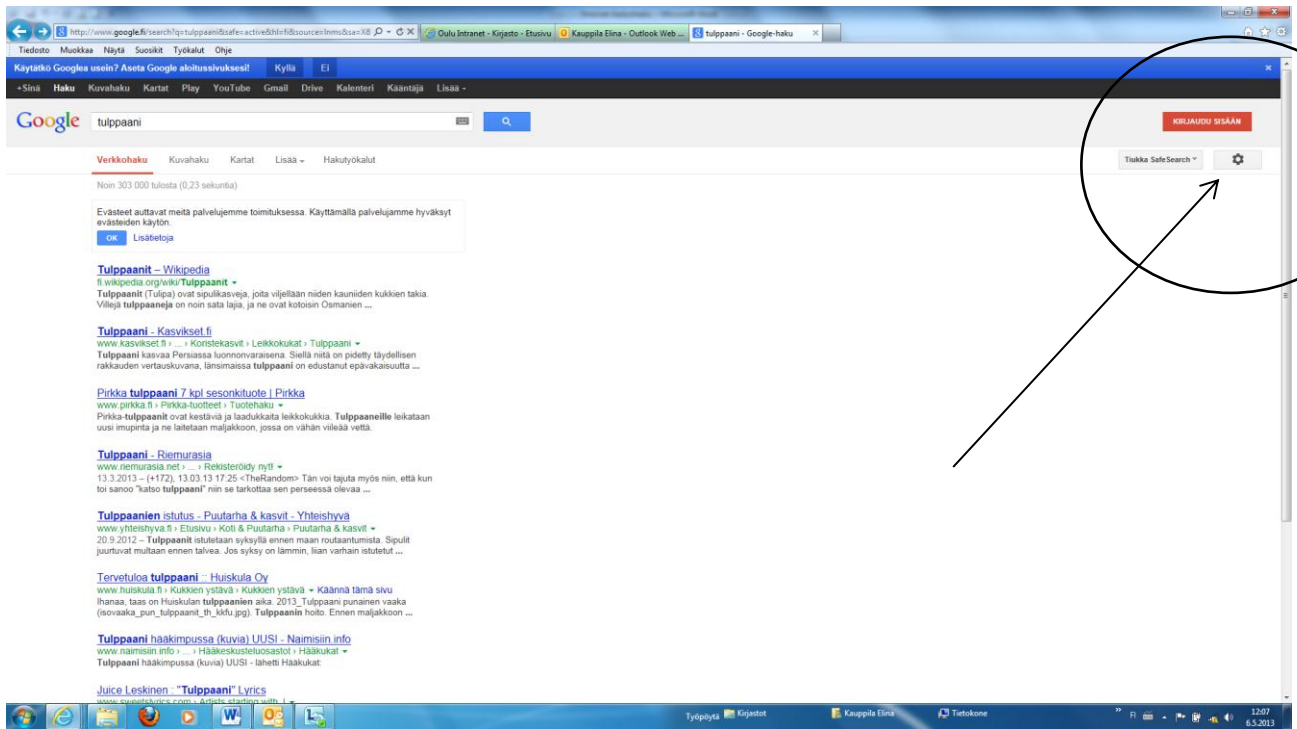 http://www.google.fi/search?q=tulppaani&safe=active&hl=fi&source=lnms&sa=X8
Oulu Intranet - Kirjasto - Etusivu
Kauppila Elina - Outlook Web ...
tulppaani - Google-haku
Tiedosto Muokkaa Näytä Suosikit Työkalut Ohje
Käytätkö Googlea usein? Aseta Google aloitussivuksesi! Kyllä Ei
+Sinä Haku Kuvahaku Kartat Play YouTube Gmail Drive Kalenteri Kääntäjä Lisää
Google tulppaani KIRJAUDU SISÄÄN
Verkkohaku Kuvahaku Kartat Lisää Hakutyökalut Tiukka SafeSearch
Noin 303 000 tulosta (0,23 sekuntia)
Evästeet auttavat meitä palvelujemme toimituksessa. Käyttämällä palvelujamme hyväksyt
evästeiden käytön.
OK Lisätietoja
Tulppaanit – Wikipedia
fi.wikipedia.org/wiki/Tulppaanit
Tulppaanit (Tulipa) ovat sipulikasveja, joita viljellään niiden kauniiden kukkien takia.
Villejä tulppaaneja on noin sata lajia, ja ne ovat kotoisin Osmanien ...
Tulppaani - Kasvikset.fi
www.kasvikset.fi › ... › Koristekasvit › Leikkokukat › Tulppaani
Tulppaani kasvaa Persiassa luonnonvaraisena. Siellä niitä on pidetty täydellisen
rakkauden vertauskuvana, länsimaissa tulppaani on edustanut epävakaisuutta ...
Pirkka tulppaani 7 kpl sesonkituote | Pirkka
www.pirkka.fi › Pirkka-tuotteet › Tuotehaku
Pirkka-tulppaanit ovat kestäviä ja laadukkaita leikkokukkia. Tulppaaneille leikataan
uusi imupinta ja ne laitetaan maljakkoon, jossa on vähän viileää vettä.
Tulppaani - Riemurasia
www.riemurasia.net › ... › Rekisteröidy nyt!
13.3.2013 – (+172), 13.03.13 17:25 <TheRandom> Tän voi tajuta myös niin, että kun
toi sanoo "katso tulppaani" niin se tarkottaa sen perseessä olevaa ...
Tulppaanien istutus - Puutarha & kasvit - Yhteishyvä
www.yhteishyva.fi › Etusivu › Koti & Puutarha › Puutarha & kasvit
20.9.2012 – Tulppaanit istutetaan syksyllä ennen maan routaantumista. Sipulit
juurtuvat multaan ennen talvea. Jos syksy on lämmin, liian varhain istutetut ...
Tervetuloa tulppaani :: Huiskula Oy
www.huiskula.fi › Kukkien ystävä › Kukkien ystävä Käännä tämä sivu
Ihanaa, taas on Huiskulan tulppaanien aika. 2013_Tulppaani punainen vaaka
(isovaaka_pun_tulppaanit_th_kkfu.jpg). Tulppaanin hoito. Ennen maljakkoon ...
Tulppaani hääkimpussa (kuvia) UUSI - Naimisiin.info
www.naimisiin.info › ... › Hääkeskusteluosastot › Hääkukat
Tulppaani hääkimpussa (kuvia) UUSI - lähetti Hääkukat:
Juice Leskinen : "Tulppaani" Lyrics
www.sweetslyrics.com › Artists starting with J
Työpöytä Kirjastot Kauppila Elina Tietokone FI 12:07
6.5.2013